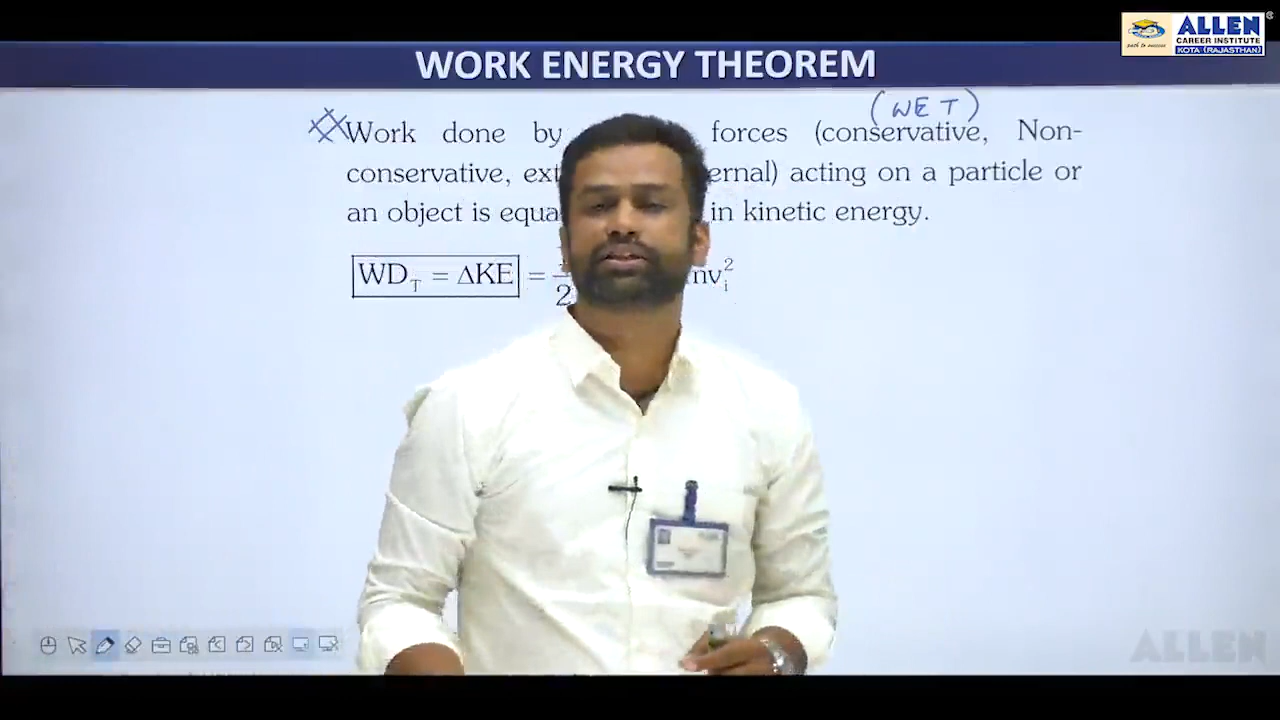 ALLEN
CAREER INSTITUTE
KOTA (RAJASTHAN)
WORK ENERGY THEOREM
(WET)
Work done by forces (conservative, Non-
conservative, ext ernal) acting on a particle or
an object is equa in kinetic energy.
WD_T = ΔKE = 2 mv_i^2
ALLEN